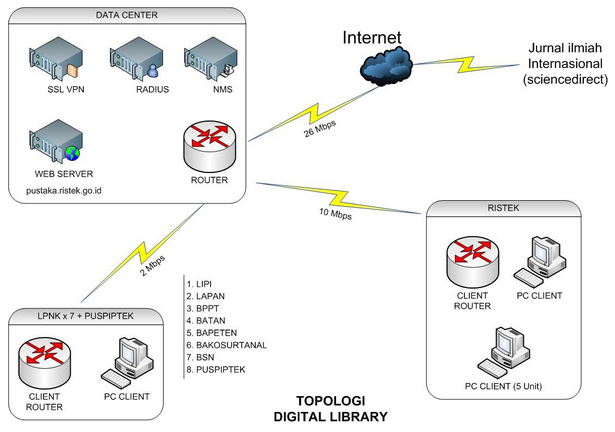 DATA CENTER
SSL VPN
RADIUS
NMS
WEB SERVER
pustaka.ristek.go.id
ROUTER
Internet
Jurnal ilmiah
Internasional
(sciencedirect)
26 Mbps
10 Mbps
2 Mbps
RISTEK
CLIENT
ROUTER
PC CLIENT
PC CLIENT (5 Unit)
LPNK x 7 + PUSPIPTEK
CLIENT
ROUTER
PC CLIENT
1. LIPI
2. LAPAN
3. BPPT
4. BATAN
5. BAPETEN
6. BAKOSURTANAL
7. BSN
8. PUSPIPTEK
TOPOLOGI
DIGITAL LIBRARY